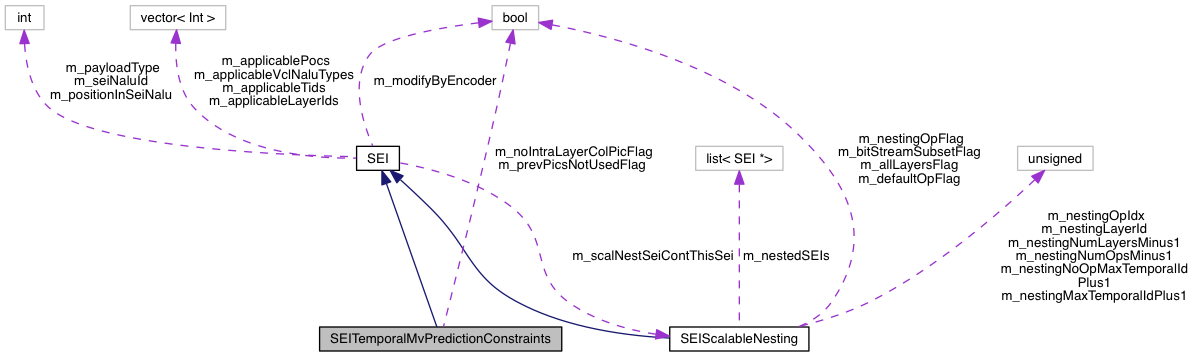 int
vector< Int >
bool
m_payloadType
m_seiNaluId
m_positionInSeiNalu
m_applicablePocs
m_applicableVclNaluTypes
m_applicableTids
m_applicableLayerIds
m_modifyByEncoder
SEI
m_noIntraLayerColPicFlag
m_prevPicsNotUsedFlag
list< SEI *>
m_nestingOpFlag
m_bitStreamSubsetFlag
m_allLayersFlag
m_defaultOpFlag
unsigned
m_scalNestSeiContThisSei
m_nestedSEIs
m_nestingOpIdx
m_nestingLayerId
m_nestingNumLayersMinus1
m_nestingNumOpsMinus1
m_nestingNoOpMaxTemporalId
Plus1
m_nestingMaxTemporalIdPlus1
SEITemporalMvPredictionConstraints
SEIScalableNesting